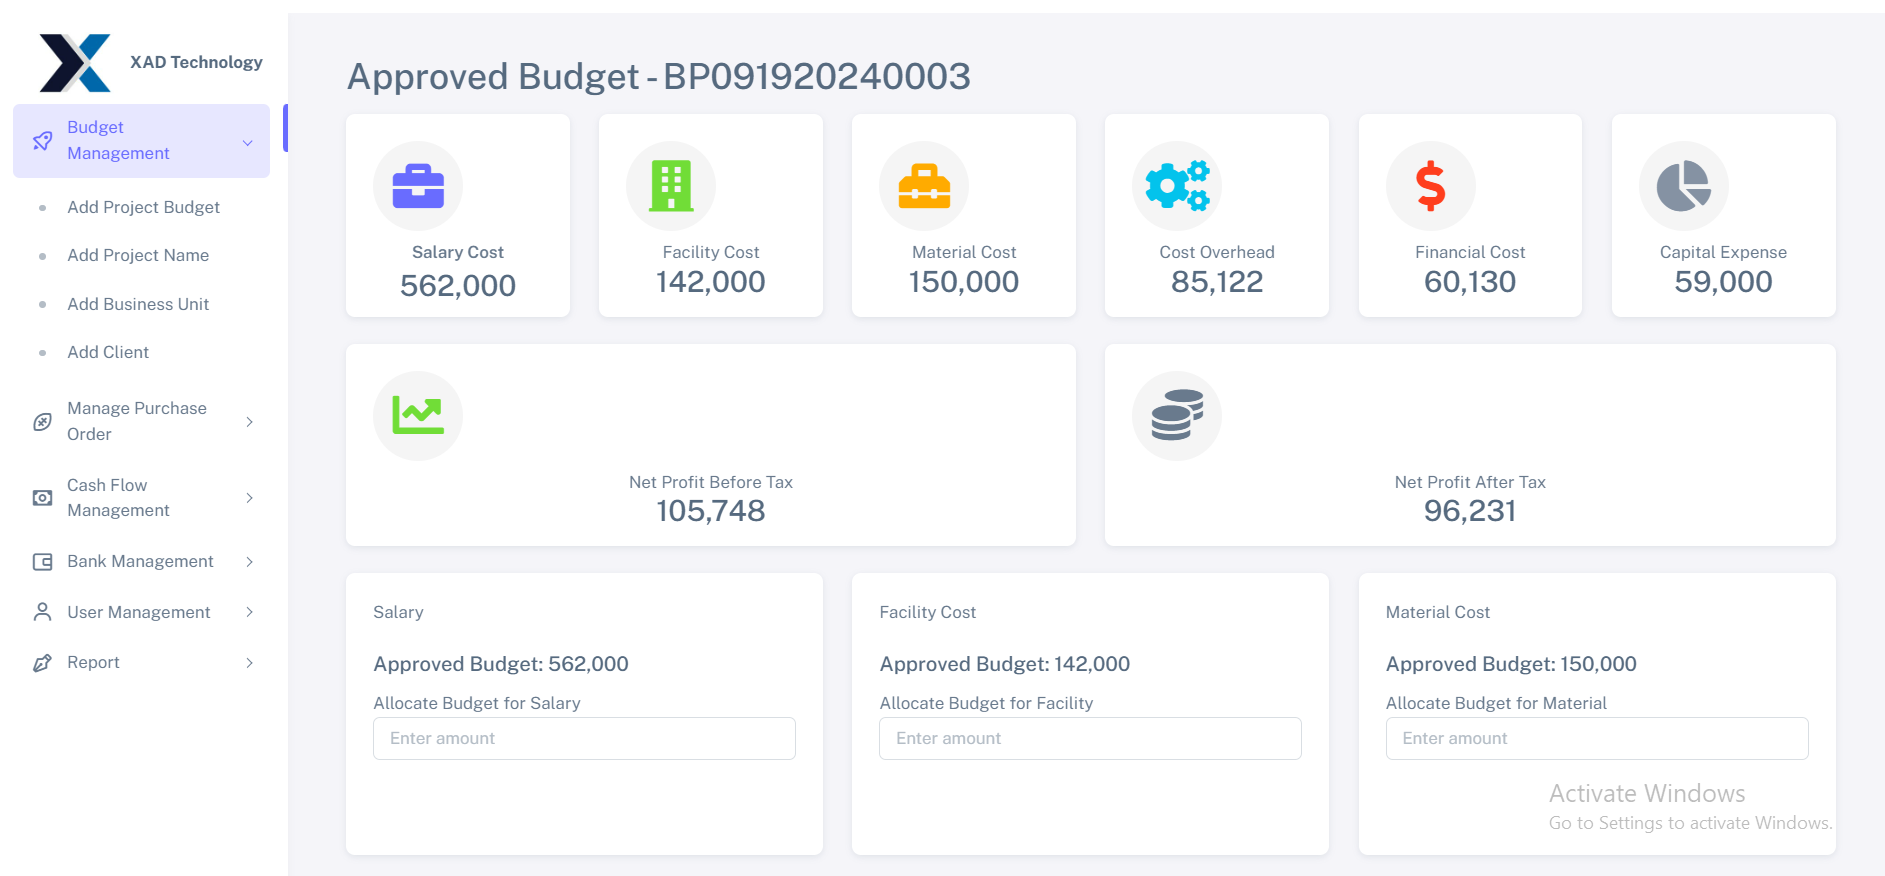 XAD Technology
Budget
Management
Add Project Budget
Add Project Name
Add Business Unit
Add Client
Manage Purchase
Order
Cash Flow
Management
Bank Management
User Management
Report
Approved Budget - BP091920240003
Salary Cost
562,000
Facility Cost
142,000
Material Cost
150,000
Cost Overhead
85,122
Financial Cost
60,130
Capital Expense
59,000
Net Profit Before Tax
105,748
Net Profit After Tax
96,231
Salary
Approved Budget: 562,000
Allocate Budget for Salary
Enter amount
Facility Cost
Approved Budget: 142,000
Allocate Budget for Facility
Enter amount
Material Cost
Approved Budget: 150,000
Allocate Budget for Material
Enter amount
Activate Windows
Go to Settings to activate Windows.